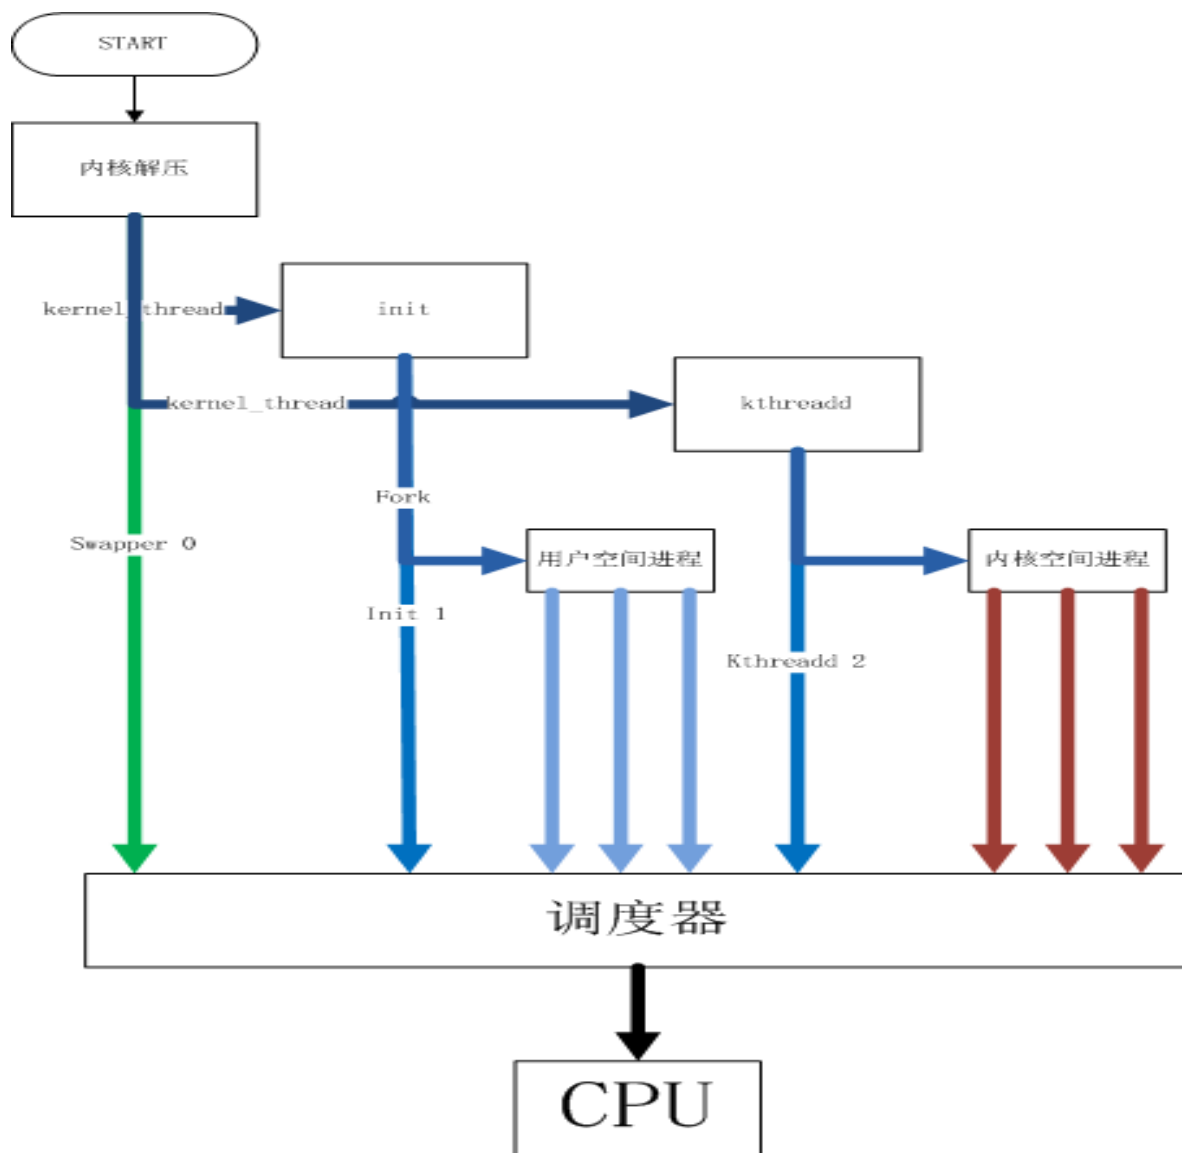 START
内核解压
kernel_thread
init
kernel_thread
kthreadd
Fork
Swapper 0
用户空间进程
内核空间进程
Init 1
Kthreadd 2
调度器
CPU